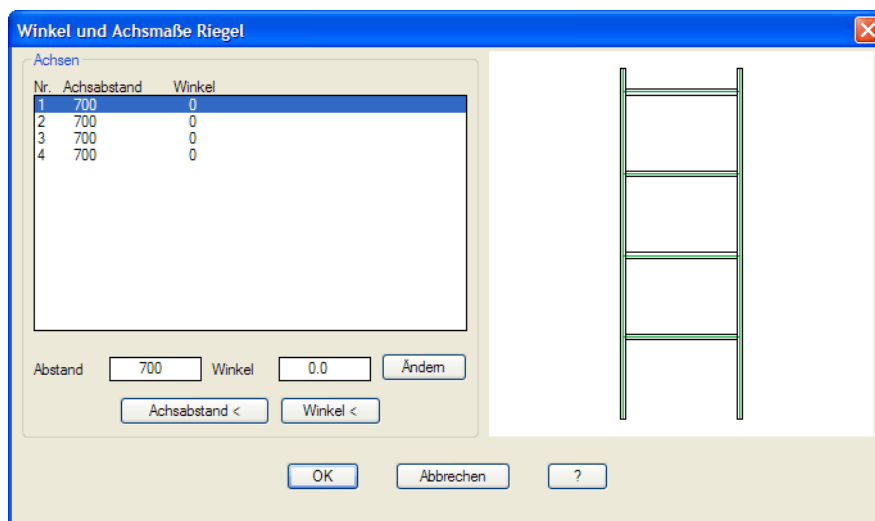 Winkel und Achsmaße Riegel
Achsen
Nr. Achsabstand Winkel
1 700 0
2 700 0
3 700 0
4 700 0
Abstand 700 Winkel 0.0 Ändern
Achsabstand < Winkel <
OK Abbrechen ?